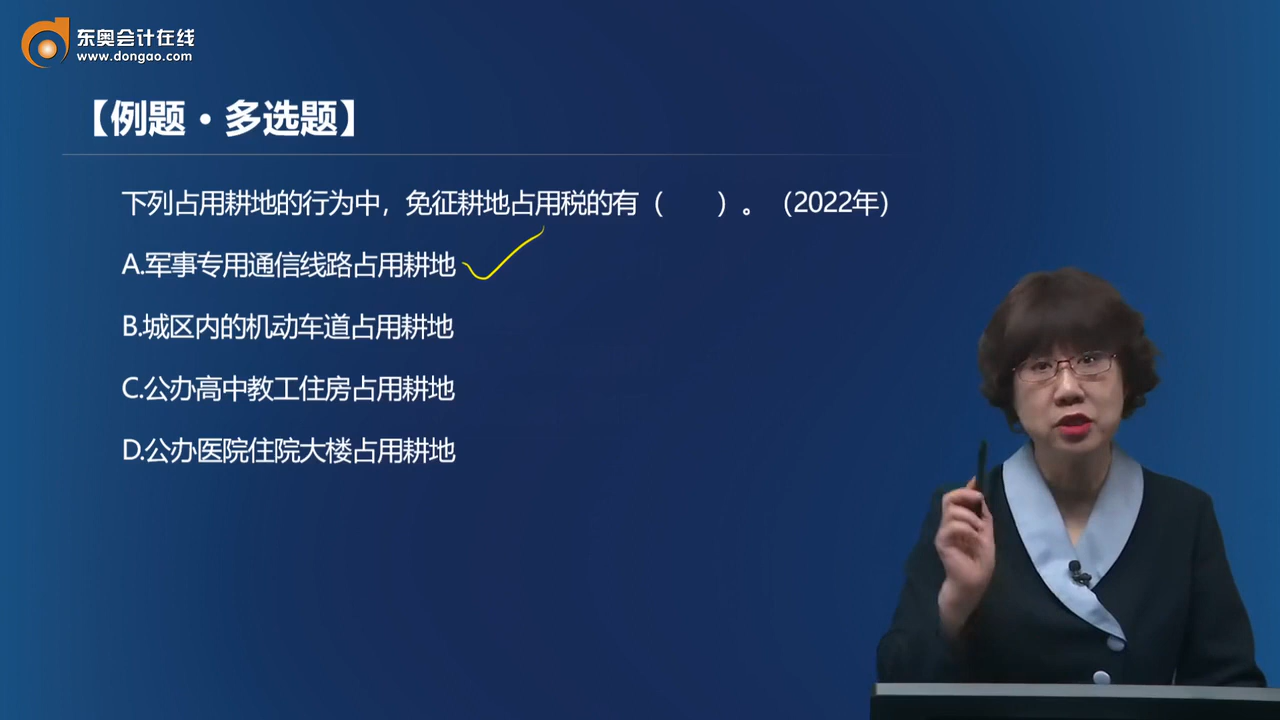 东奥会计在线
www.dongao.com
【例题·多选题】
下列占用耕地的行为中，免征耕地占用税的有（　　）。（2022年）
A.军事专用通信线路占用耕地
B.城区内的机动车道占用耕地
C.公办高中教工住房占用耕地
D.公办医院住院大楼占用耕地